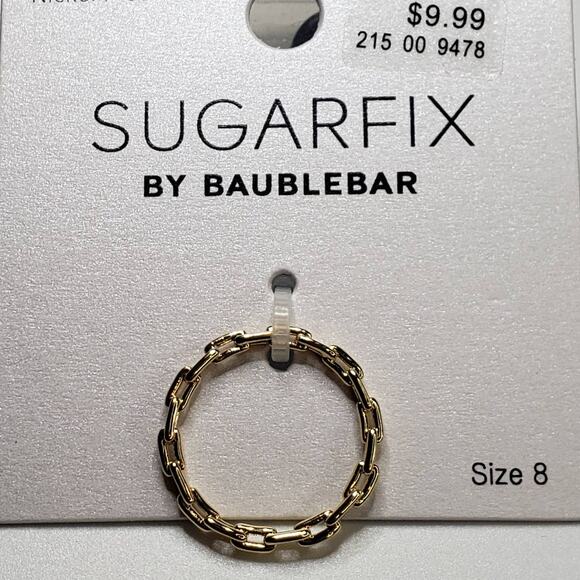 $9.99
215 00 9478
SUGARFIX
BY BAUBLEBAR
Size 8